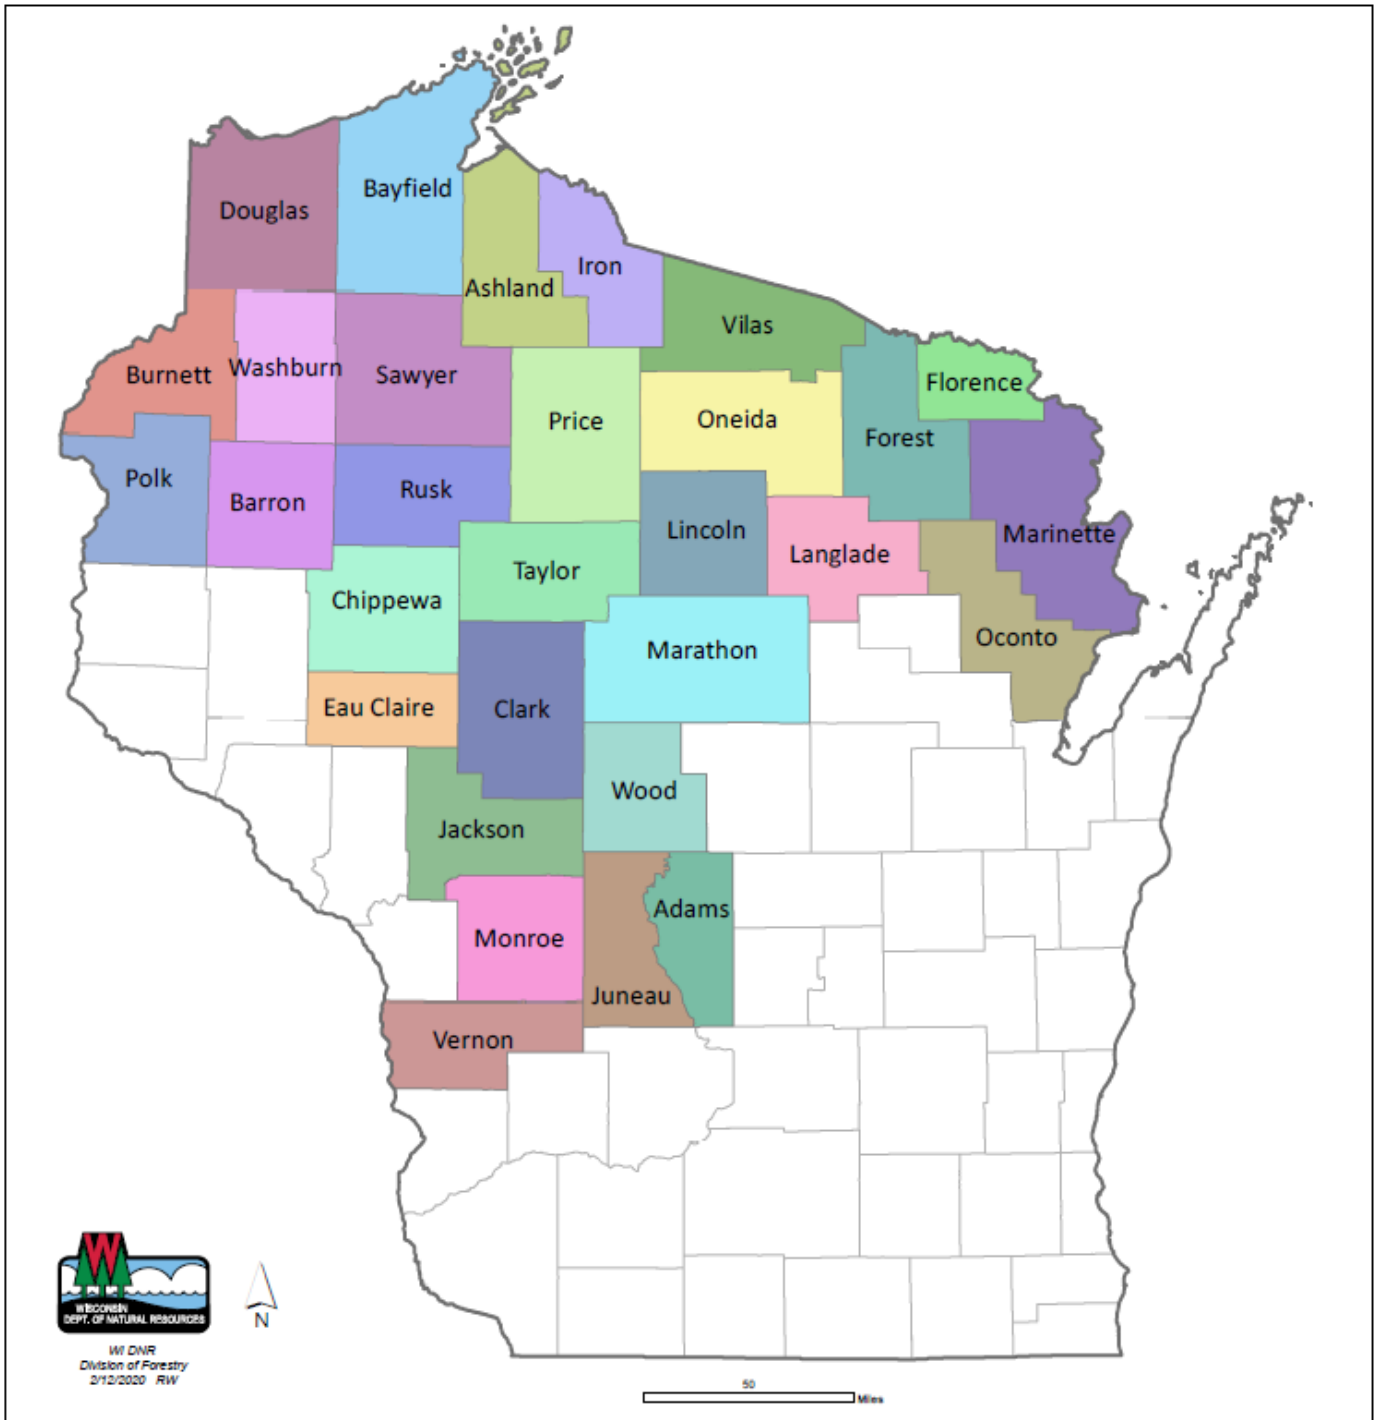 Bayfield
Douglas
Iron
Ashland
Vilas
Washburn
Burnett
Sawyer
Florence
Price
Oneida
Forest
Polk
Rusk
Barron
Lincoln
Marinette
Langlade
Taylor
Chippewa
Oconto
Marathon
Eau Claire
Clark
Wood
Jackson
Adams
Monroe
Juneau
Vernon
W
WISCONSIN
DEPT. OF NATURAL RESOURCES
N
WI DNR
Division of Forestry
2/12/2020 RW
50
Miles